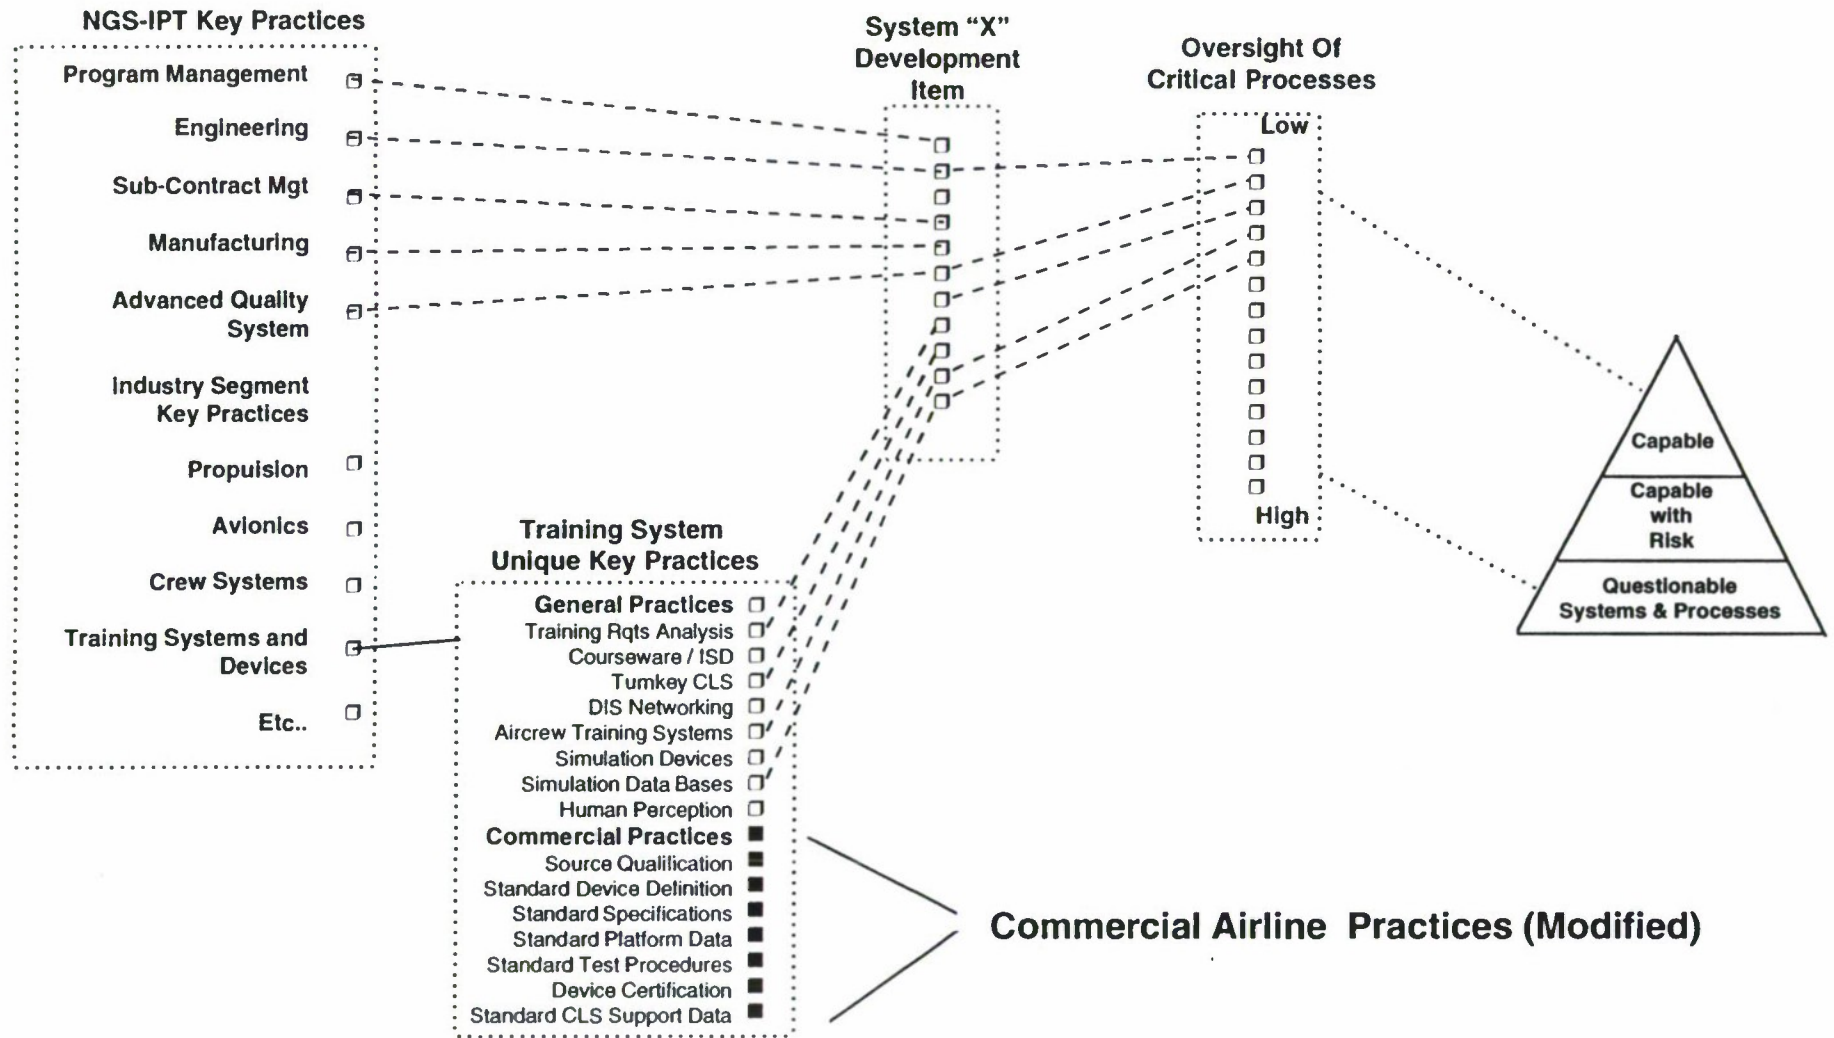 NGS-IPT Key Practices
Program Management
Engineering
Sub-Contract Mgt
Manufacturing
Advanced Quality
System
Industry Segment
Key Practices
Propulsion
Avionics
Crew Systems
Training Systems and
Devices
Etc..
Training System
Unique Key Practices
General Practices
Training Rqts Analysis
Courseware / ISD
Turnkey CLS
DIS Networking
Aircrew Training Systems
Simulation Devices
Simulation Data Bases
Human Perception
Commercial Practices
Source Qualification
Standard Device Definition
Standard Specifications
Standard Platform Data
Standard Test Procedures
Device Certification
Standard CLS Support Data
System “X”
Development
Item
Oversight Of
Critical Processes
Low
High
Capable
Capable
with
Risk
Questionable
Systems & Processes
Commercial Airline Practices (Modified)